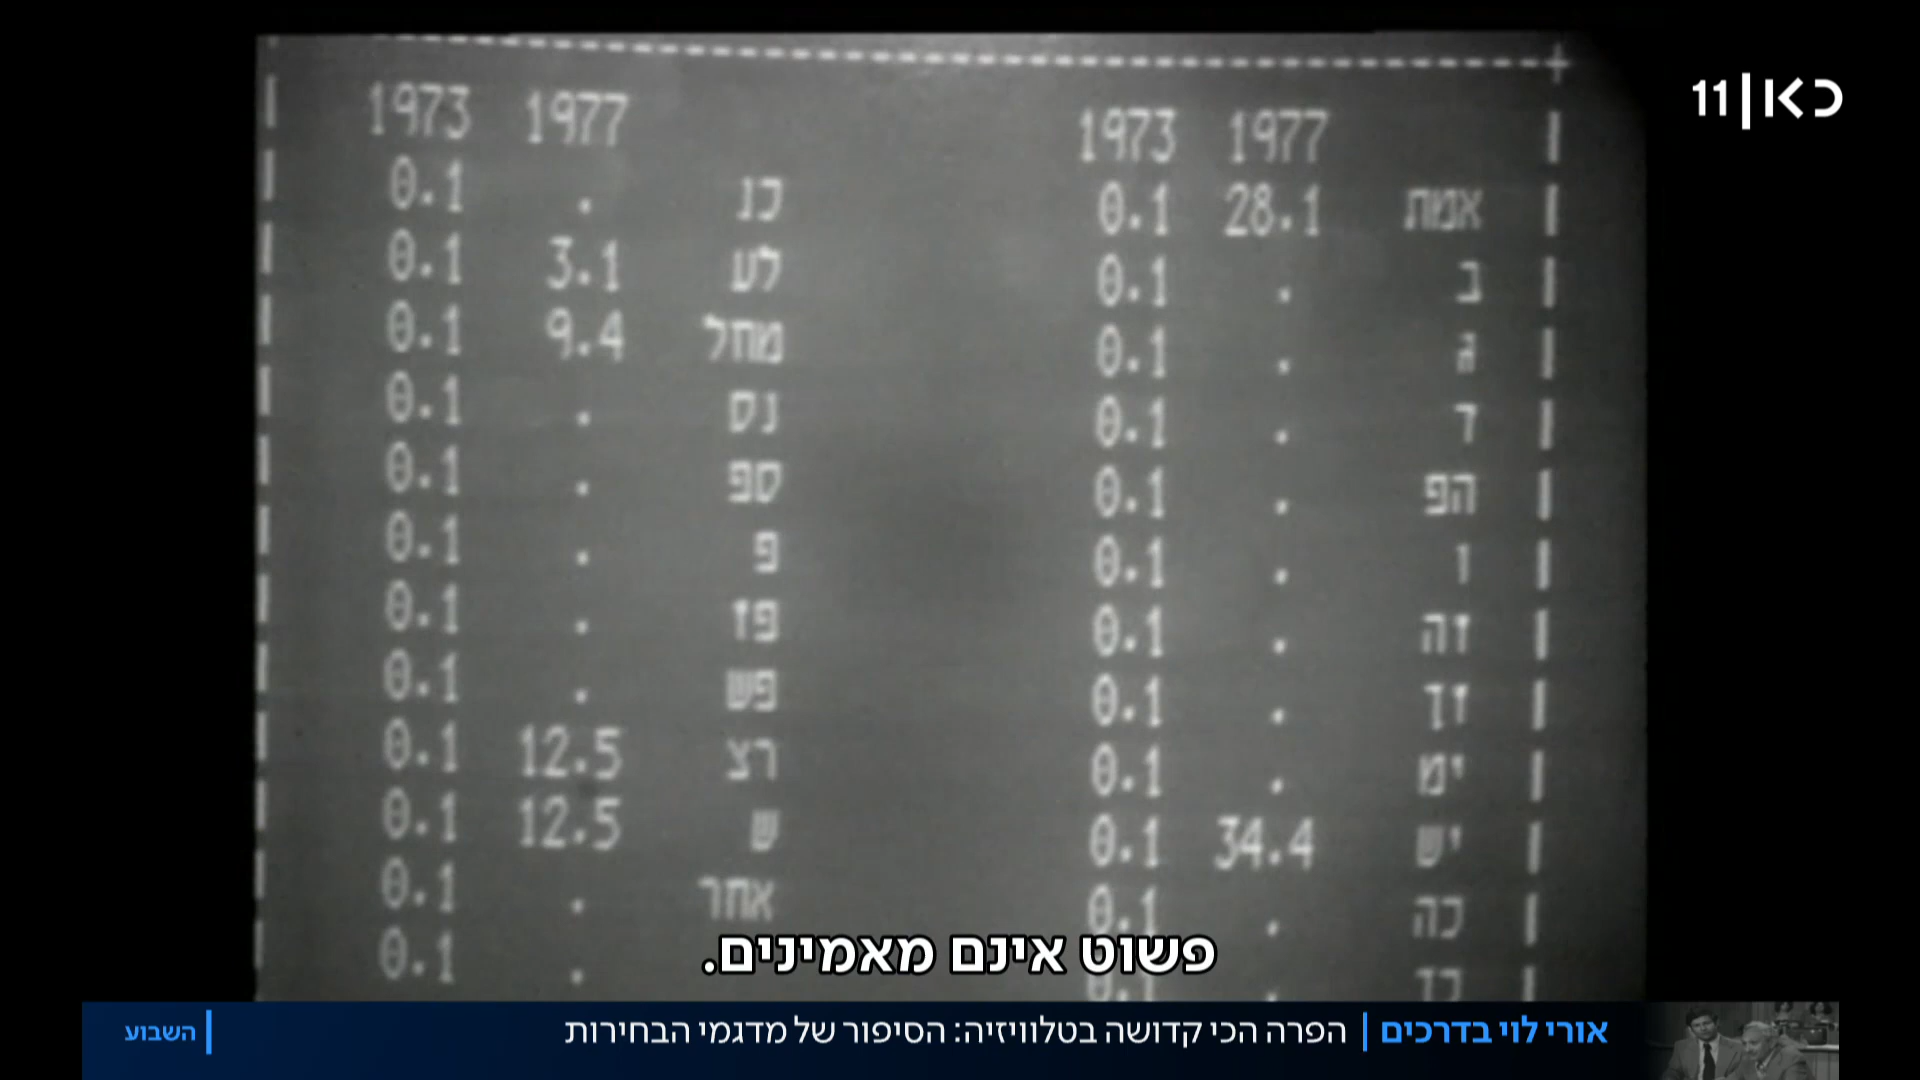 כאן 11
1977 1973
אמת 28.1 0.1
ב . 0.1
ג . 0.1
ד . 0.1
הפ . 0.1
ו . 0.1
זה . 0.1
זך . 0.1
ימ . 0.1
יש 34.4 0.1
כה . 0.1
0.1
1977 1973
כנ . 0.1
לע 3.1 0.1
מחל 9.4 0.1
נס . 0.1
ספ . 0.1
פ . 0.1
פז . 0.1
פש . 0.1
רצ 12.5 0.1
ש 12.5 0.1
אחר . 0.1
. 0.1
פשוט אינם מאמינים.
אורי לוי בדרכים | הפרה הכי קדושה בטלוויזיה: הסיפור של מדגמי הבחירות
השבוע